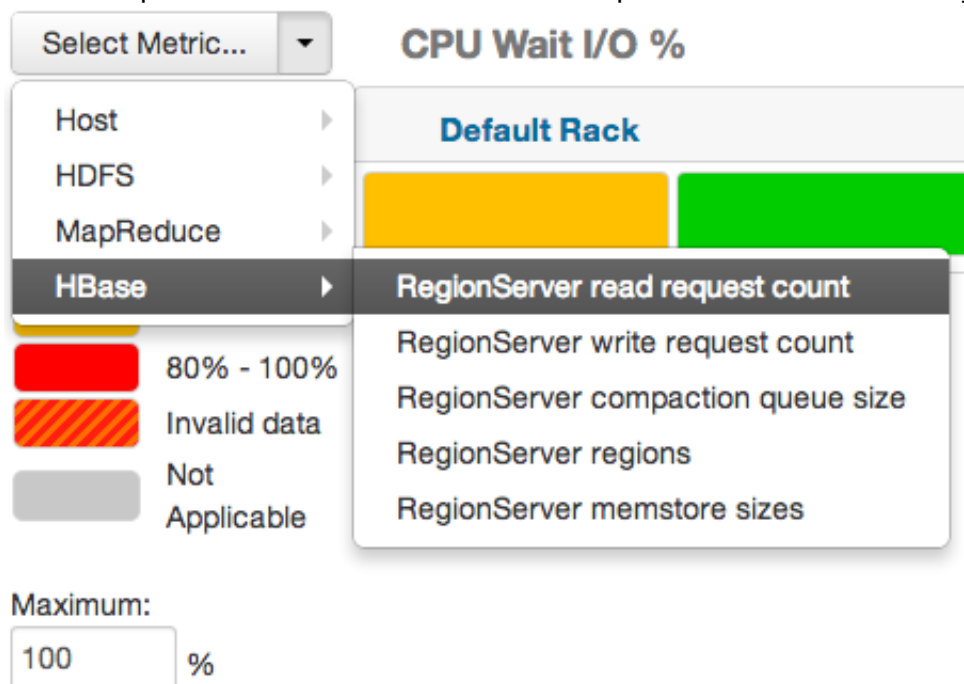 Select Metric...
CPU Wait I/O %
Host
HDFS
MapReduce
HBase
Default Rack
RegionServer read request count
RegionServer write request count
RegionServer compaction queue size
RegionServer regions
RegionServer memstore sizes
80% - 100%
Invalid data
Not
Applicable
Maximum:
100 %